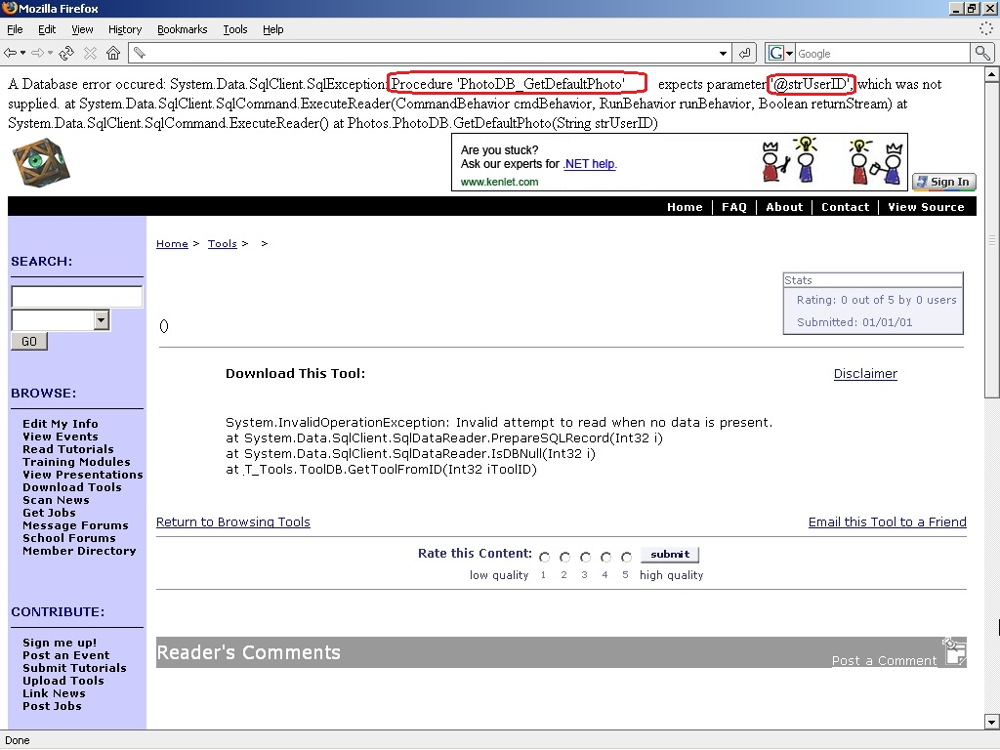 Mozilla Firefox
File Edit View History Bookmarks Tools Help
G Google
A Database error occured: System.Data.SqlClient.SqlException: Procedure 'PhotoDB_GetDefaultPhoto' expects parameter '@strUserID', which was not
supplied. at System.Data.SqlClient.SqlCommand.ExecuteReader(CommandBehavior cmdBehavior, RunBehavior runBehavior, Boolean returnStream) at
System.Data.SqlClient.SqlCommand.ExecuteReader() at Photos.PhotoDB.GetDefaultPhoto(String strUserID)
Are you stuck?
Ask our experts for .NET help.
www.kenlet.com
Sign In
Home | FAQ | About | Contact | View Source
Home > Tools > >
SEARCH:
GO
Stats
Rating: 0 out of 5 by 0 users
Submitted: 01/01/01
()
Download This Tool:
Disclaimer
System.InvalidOperationException: Invalid attempt to read when no data is present.
at System.Data.SqlClient.SqlDataReader.PrepareSQLRecord(Int32 i)
at System.Data.SqlClient.SqlDataReader.IsDBNull(Int32 i)
at T_Tools.ToolDB.GetToolFromID(Int32 iToolID)
BROWSE:
Edit My Info
View Events
Read Tutorials
Training Modules
View Presentations
Download Tools
Scan News
Get Jobs
Message Forums
School Forums
Member Directory
Return to Browsing Tools
Email this Tool to a Friend
Rate this Content:
submit
low quality 1 2 3 4 5 high quality
CONTRIBUTE:
Sign me up!
Post an Event
Submit Tutorials
Upload Tools
Link News
Post Jobs
Reader's Comments
Post a Comment
Done